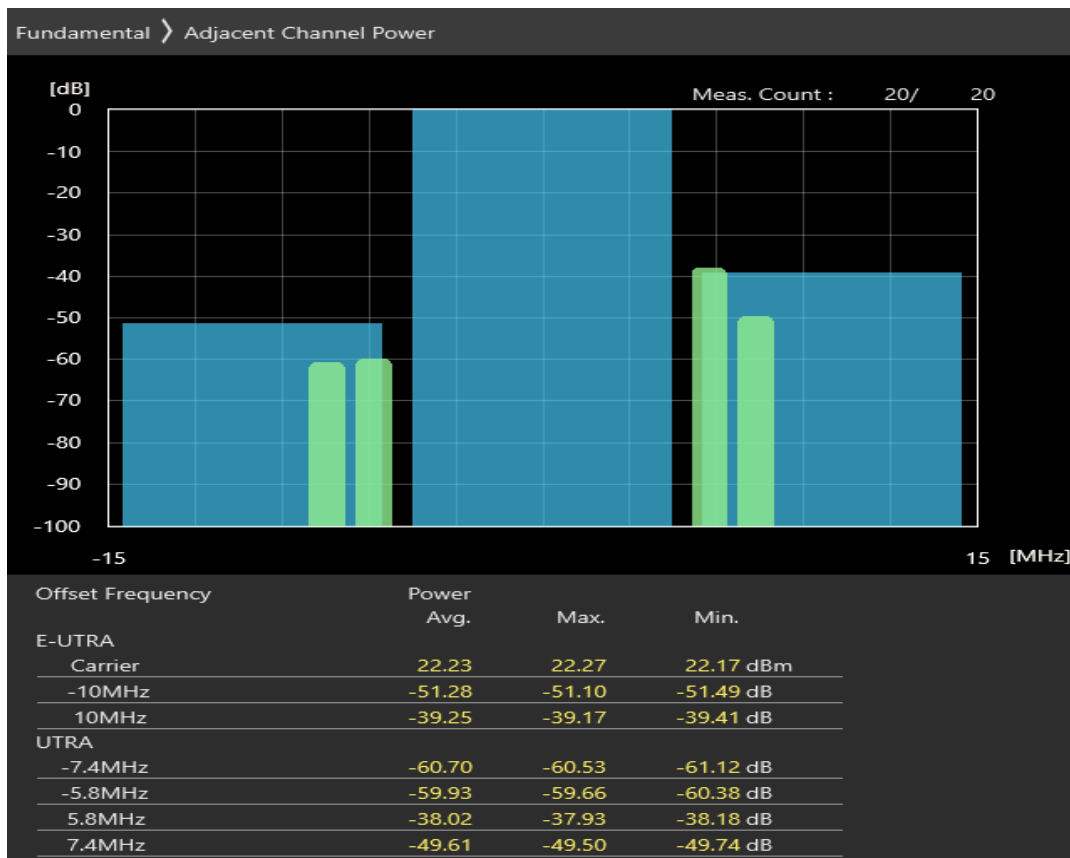 Fundamental 〉 Adjacent Channel Power
[dB]
Meas. Count : 20/ 20
0
-10
-20
-30
-40
-50
-60
-70
-80
-90
-100
-15 15 [MHz]
Offset Frequency Power
Avg. Max. Min.
E-UTRA
Carrier 22.23 22.27 22.17 dBm
-10MHz -51.28 -51.10 -51.49 dB
10MHz -39.25 -39.17 -39.41 dB
UTRA
-7.4MHz -60.70 -60.53 -61.12 dB
-5.8MHz -59.93 -59.66 -60.38 dB
5.8MHz -38.02 -37.93 -38.18 dB
7.4MHz -49.61 -49.50 -49.74 dB